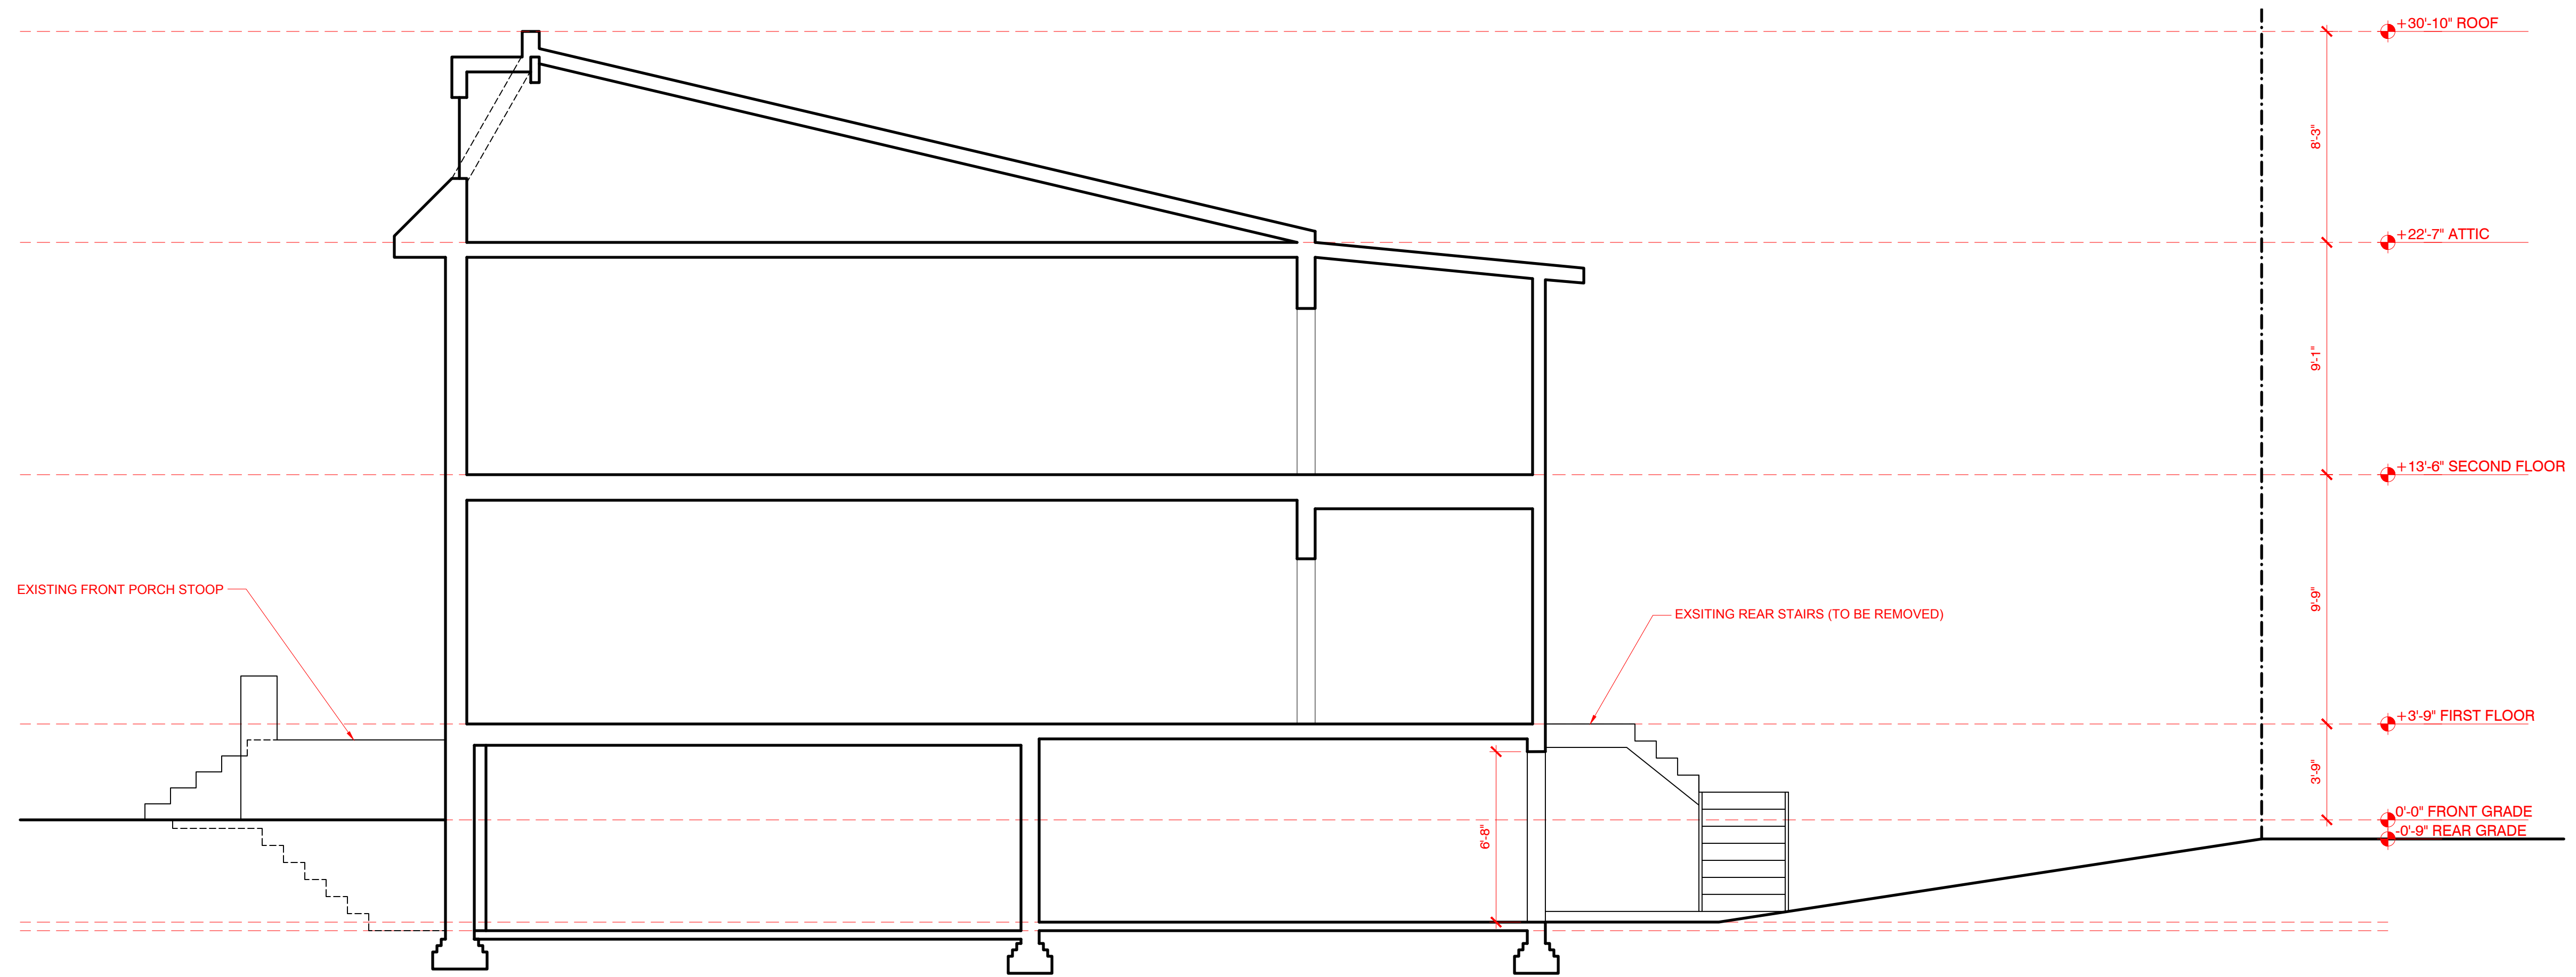 +30'-10" ROOF
8'-3"
+22'-7" ATTIC
9'-1"
+13'-6" SECOND FLOOR
EXISTING FRONT PORCH STOOP
9'-9"
EXSITING REAR STAIRS (TO BE REMOVED)
+3'-9" FIRST FLOOR
3'-9"
6'-8"
0'-0" FRONT GRADE
-0'-9" REAR GRADE